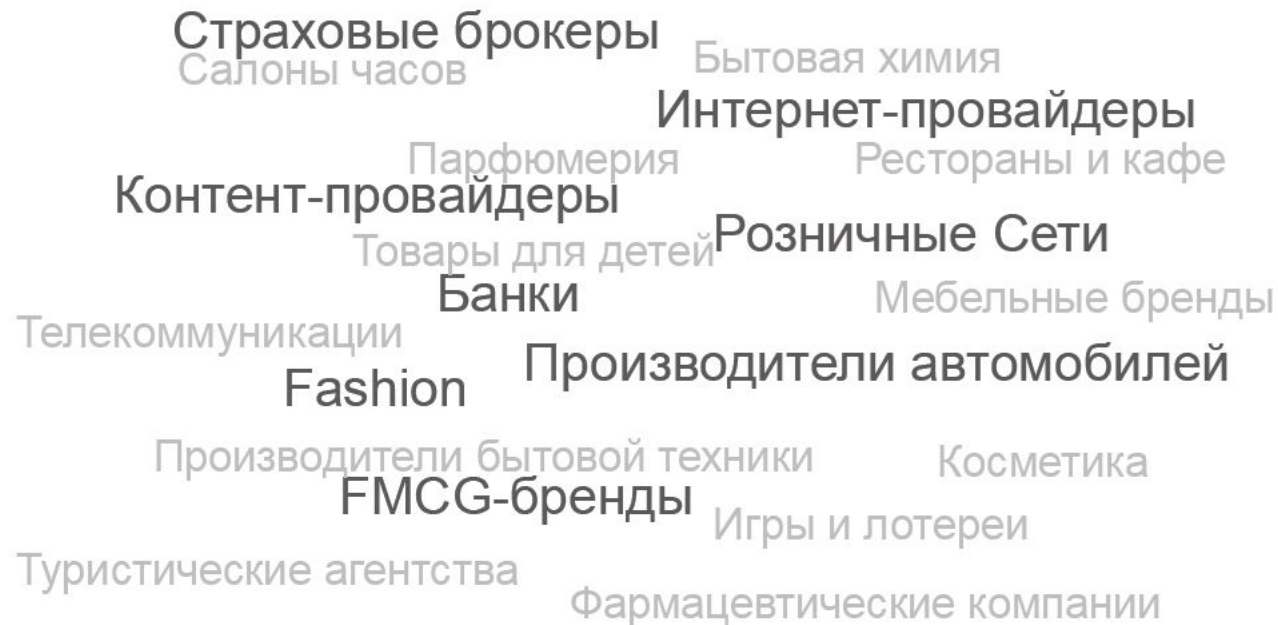 Страховые брокеры
Салоны часов
Бытовая химия
Интернет-провайдеры
Парфюмерия
Рестораны и кафе
Контент-провайдеры
Розничные Сети
Товары для детей
Банки
Мебельные бренды
Телекоммуникации
Производители автомобилей
Fashion
Производители бытовой техники
Косметика
FMCG-бренды
Игры и лотереи
Туристические агентства
Фармацевтические компании